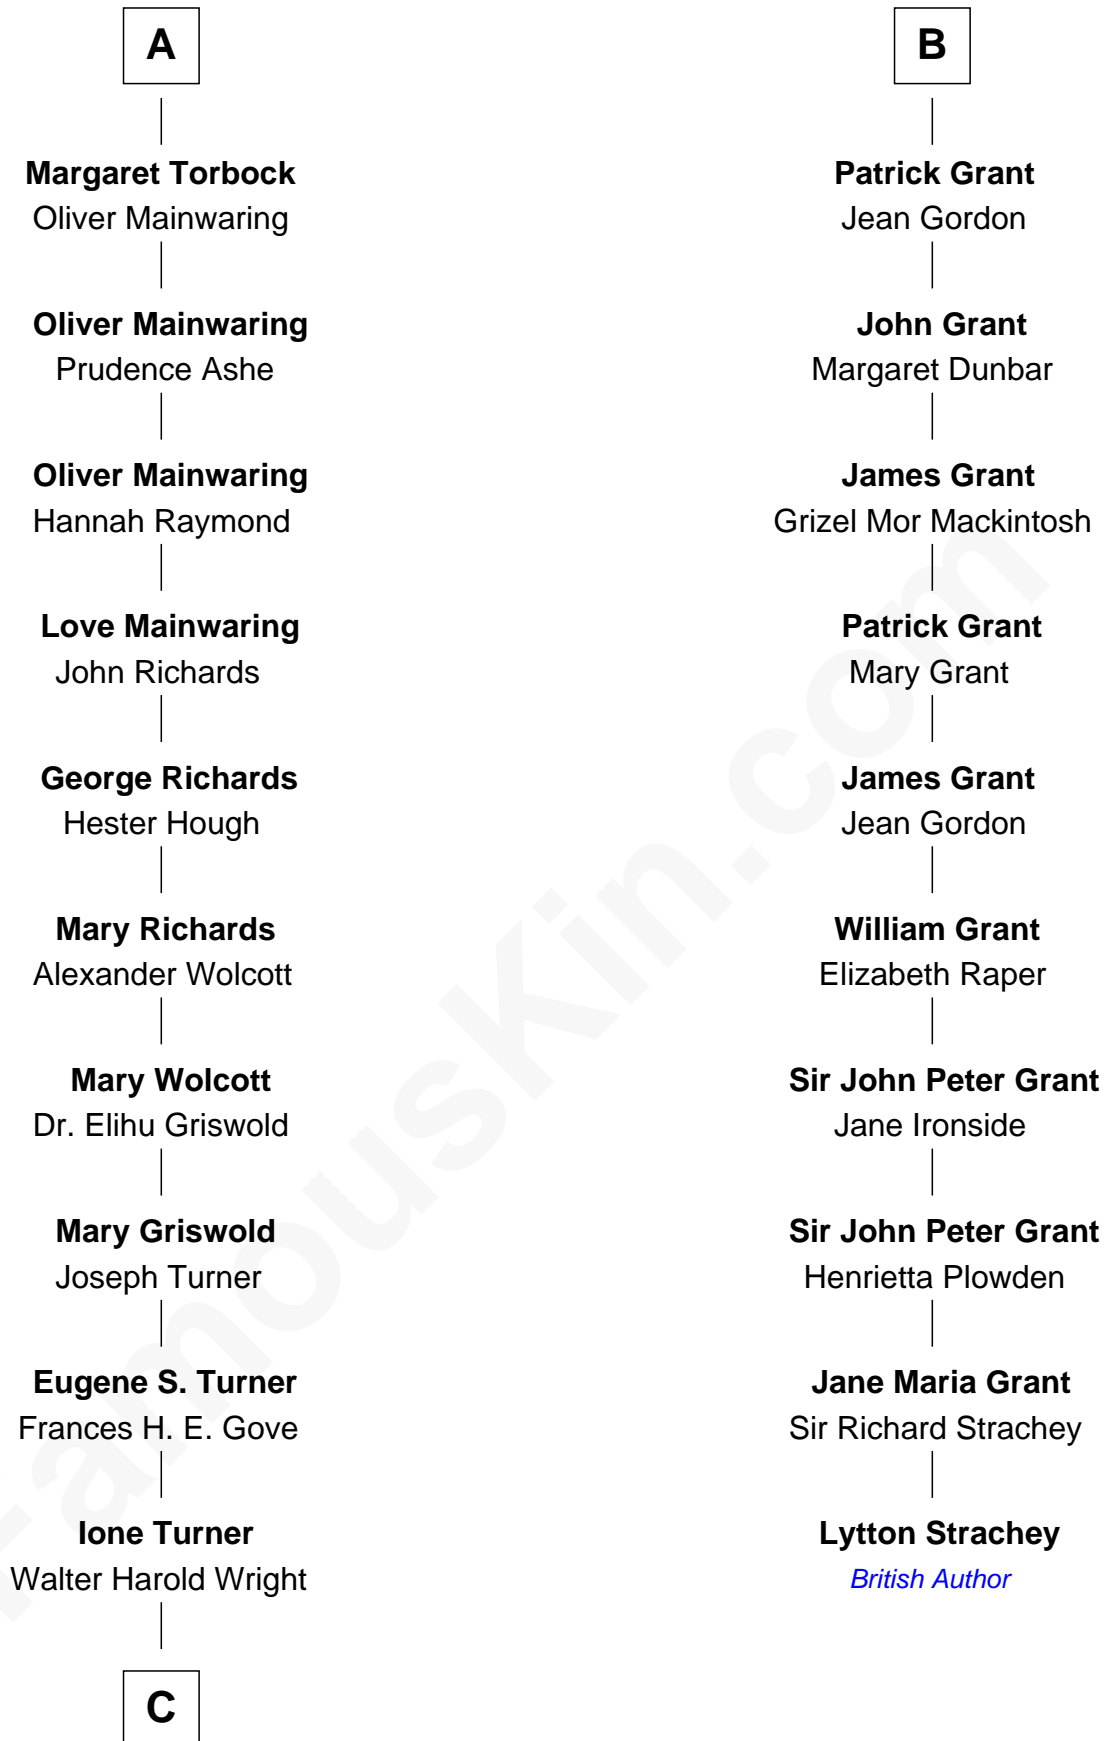 A
Margaret Torbock
Oliver Mainwaring
Oliver Mainwaring
Prudence Ashe
Oliver Mainwaring
Hannah Raymond
Love Mainwaring
John Richards
George Richards
Hester Hough
Mary Richards
Alexander Wolcott
Mary Wolcott
Dr. Elihu Griswold
Mary Griswold
Joseph Turner
Eugene S. Turner
Frances H. E. Gove
Ione Turner
Walter Harold Wright
C
B
Patrick Grant
Jean Gordon
John Grant
Margaret Dunbar
James Grant
Grizel Mor Mackintosh
Patrick Grant
Mary Grant
James Grant
Jean Gordon
William Grant
Elizabeth Raper
Sir John Peter Grant
Jane Ironside
Sir John Peter Grant
Henrietta Plowden
Jane Maria Grant
Sir Richard Strachey
Lytton Strachey
British Author
FamousKin.com